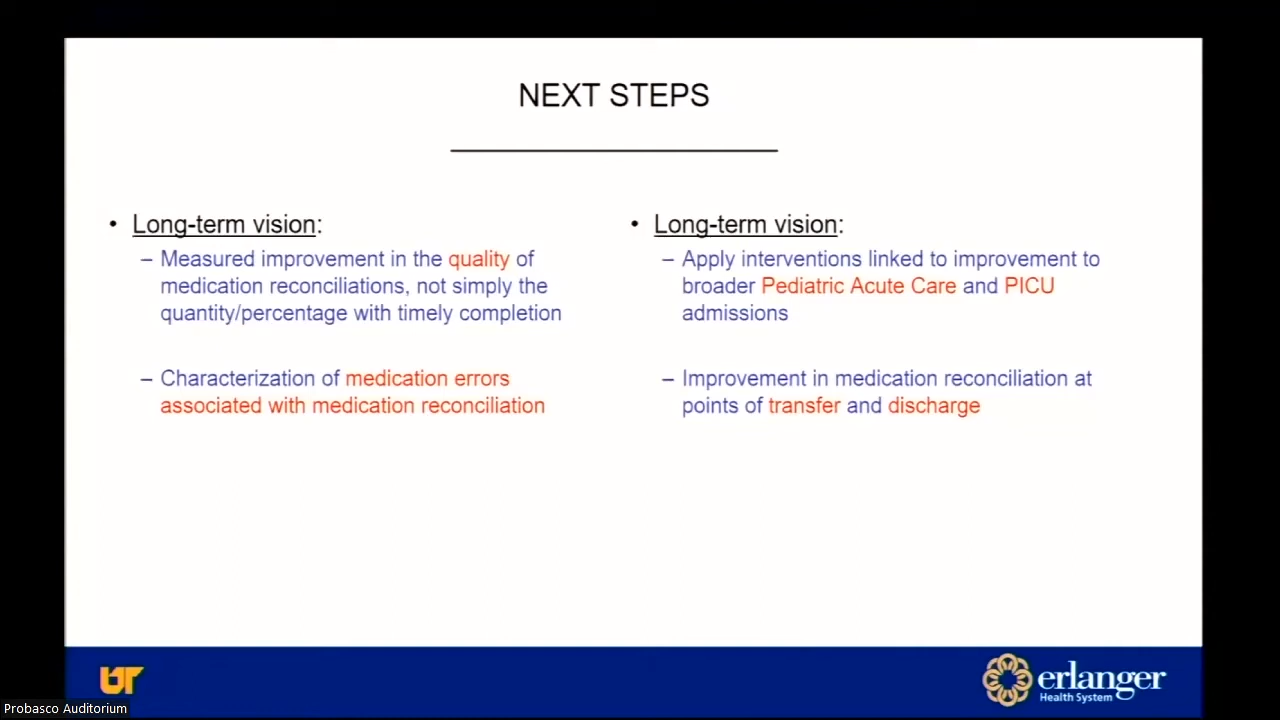 NEXT STEPS
• Long-term vision:
– Measured improvement in the quality of
medication reconciliations, not simply the
quantity/percentage with timely completion
– Characterization of medication errors
associated with medication reconciliation
• Long-term vision:
– Apply interventions linked to improvement to
broader Pediatric Acute Care and PICU
admissions
– Improvement in medication reconciliation at
points of transfer and discharge
UT
erlanger
Health System
Probasco Auditorium